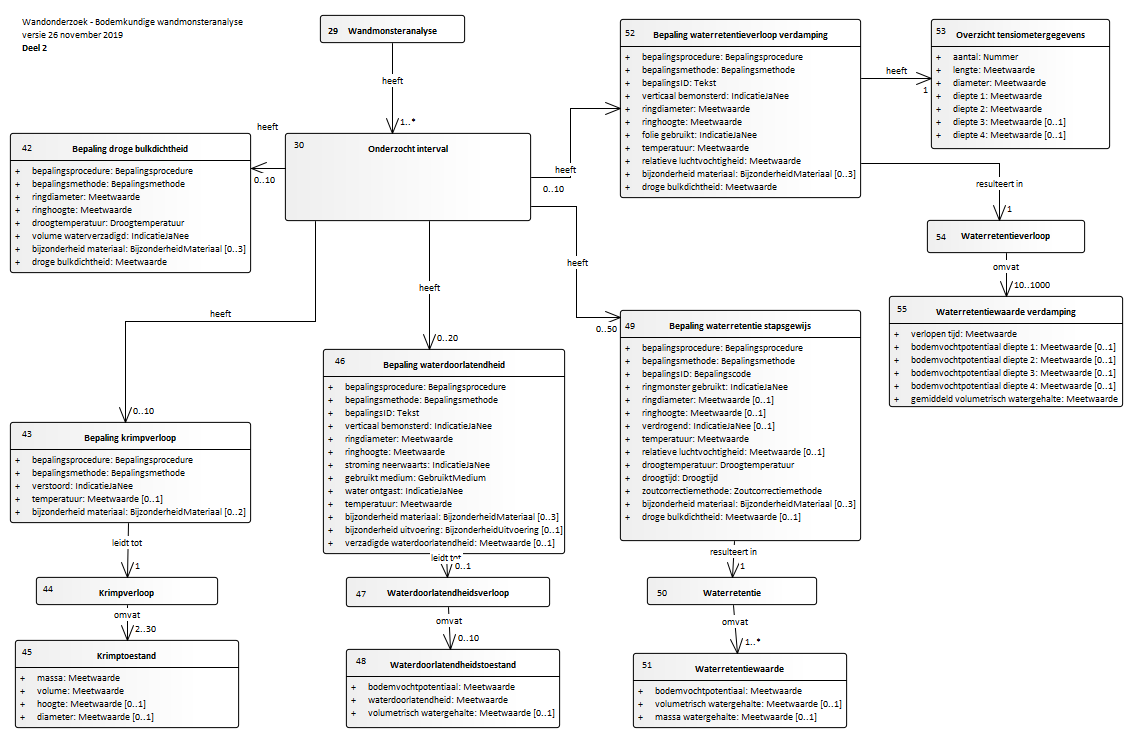 Wandonderzoek - Bodemkundige wandmonsteranalyse
versie 26 november 2019
Deel 2
29 Wandmonsteranalyse
heeft
1..*
30 Onderzocht interval
heeft
0..10
42 Bepaling droge bulkdichtheid
+ bepalingsprocedure: Bepalingsprocedure
+ bepalingsmethode: Bepalingsmethode
+ ringdiameter: Meetwaarde
+ ringhoogte: Meetwaarde
+ droogtemperatuur: Droogtemperatuur
+ volume waterverzadigd: IndicatieJaNee
+ bijzonderheid materiaal: BijzonderheidMateriaal [0..3]
+ droge bulkdichtheid: Meetwaarde
heeft
0..10
43 Bepaling krimpverloop
+ bepalingsprocedure: Bepalingsprocedure
+ bepalingsmethode: Bepalingsmethode
+ verstoord: IndicatieJaNee
+ temperatuur: Meetwaarde [0..1]
+ bijzonderheid materiaal: BijzonderheidMateriaal [0..2]
leidt tot
1
44 Krimpverloop
omvat
2..30
45 Krimptoestand
+ massa: Meetwaarde
+ volume: Meetwaarde
+ hoogte: Meetwaarde [0..1]
+ diameter: Meetwaarde [0..1]
heeft
0..20
46 Bepaling waterdoorlatendheid
+ bepalingsprocedure: Bepalingsprocedure
+ bepalingsmethode: Bepalingsmethode
+ bepalingsID: Tekst
+ verticaal bemonsterd: IndicatieJaNee
+ ringdiameter: Meetwaarde
+ ringhoogte: Meetwaarde
+ stroming neerwaarts: IndicatieJaNee
+ gebruikt medium: GebruiktMedium
+ water ontgast: IndicatieJaNee
+ temperatuur: Meetwaarde
+ bijzonderheid materiaal: BijzonderheidMateriaal [0..3]
+ bijzonderheid uitvoering: BijzonderheidUitvoering [0..1]
+ verzadigde waterdoorlatendheid: Meetwaarde [0..1]
leidt tot
0..1
47 Waterdoorlatendheidsverloop
omvat
0..10
48 Waterdoorlatendheidstoestand
+ bodemvochtpotentiaal: Meetwaarde
+ waterdoorlatendheid: Meetwaarde
+ volumetrisch watergehalte: Meetwaarde [0..1]
heeft
0..50
49 Bepaling waterretentie stapsgewijs
+ bepalingsprocedure: Bepalingsprocedure
+ bepalingsmethode: Bepalingsmethode
+ bepalingsID: Bepalingscode
+ ringmonster gebruikt: IndicatieJaNee
+ ringdiameter: Meetwaarde [0..1]
+ ringhoogte: Meetwaarde [0..1]
+ verdrogend: IndicatieJaNee [0..1]
+ temperatuur: Meetwaarde
+ relatieve luchtvochtigheid: Meetwaarde [0..1]
+ droogtemperatuur: Droogtemperatuur
+ droogtijd: Droogtijd
+ zoutcorrectiemethode: Zoutcorrectiemethode
+ bijzonderheid materiaal: BijzonderheidMateriaal [0..3]
+ droge bulkdichtheid: Meetwaarde [0..1]
resulteert in
1
50 Waterretentie
omvat
1..*
51 Waterretentiewaarde
+ bodemvochtpotentiaal: Meetwaarde
+ volumetrisch watergehalte: Meetwaarde [0..1]
+ massa watergehalte: Meetwaarde [0..1]
heeft
0..10
52 Bepaling waterretentieverloop verdamping
+ bepalingsprocedure: Bepalingsprocedure
+ bepalingsmethode: Bepalingsmethode
+ bepalingsID: Tekst
+ verticaal bemonsterd: IndicatieJaNee
+ ringdiameter: Meetwaarde
+ ringhoogte: Meetwaarde
+ folie gebruikt: IndicatieJaNee
+ temperatuur: Meetwaarde
+ relatieve luchtvochtigheid: Meetwaarde
+ bijzonderheid materiaal: BijzonderheidMateriaal [0..3]
+ droge bulkdichtheid: Meetwaarde
heeft
1
53 Overzicht tensiometergegevens
+ aantal: Nummer
+ lengte: Meetwaarde
+ diameter: Meetwaarde
+ diepte 1: Meetwaarde
+ diepte 2: Meetwaarde
+ diepte 3: Meetwaarde [0..1]
+ diepte 4: Meetwaarde [0..1]
resulteert in
1
54 Waterretentieverloop
omvat
10..1000
55 Waterretentiewaarde verdamping
+ verlopen tijd: Meetwaarde
+ bodemvochtpotentiaal diepte 1: Meetwaarde [0..1]
+ bodemvochtpotentiaal diepte 2: Meetwaarde [0..1]
+ bodemvochtpotentiaal diepte 3: Meetwaarde [0..1]
+ bodemvochtpotentiaal diepte 4: Meetwaarde [0..1]
+ gemiddeld volumetrisch watergehalte: Meetwaarde